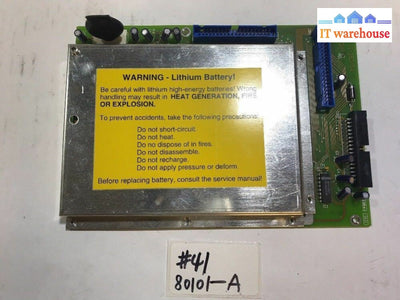 IT warehouse
WARNING - Lithium Battery!
Be careful with lithium high-energy batteries! Wrong
handling may result in HEAT GENERATION, FIRE
OR EXPLOSION.
To prevent accidents, take the following precautions:
Do not short-circuit.
Do not heat.
Do no dispose of in fires.
Do not disassemble.
Do not recharge.
Do not apply pressure or deform.
Before replacing battery, consult the service manual!
#41
80101-A